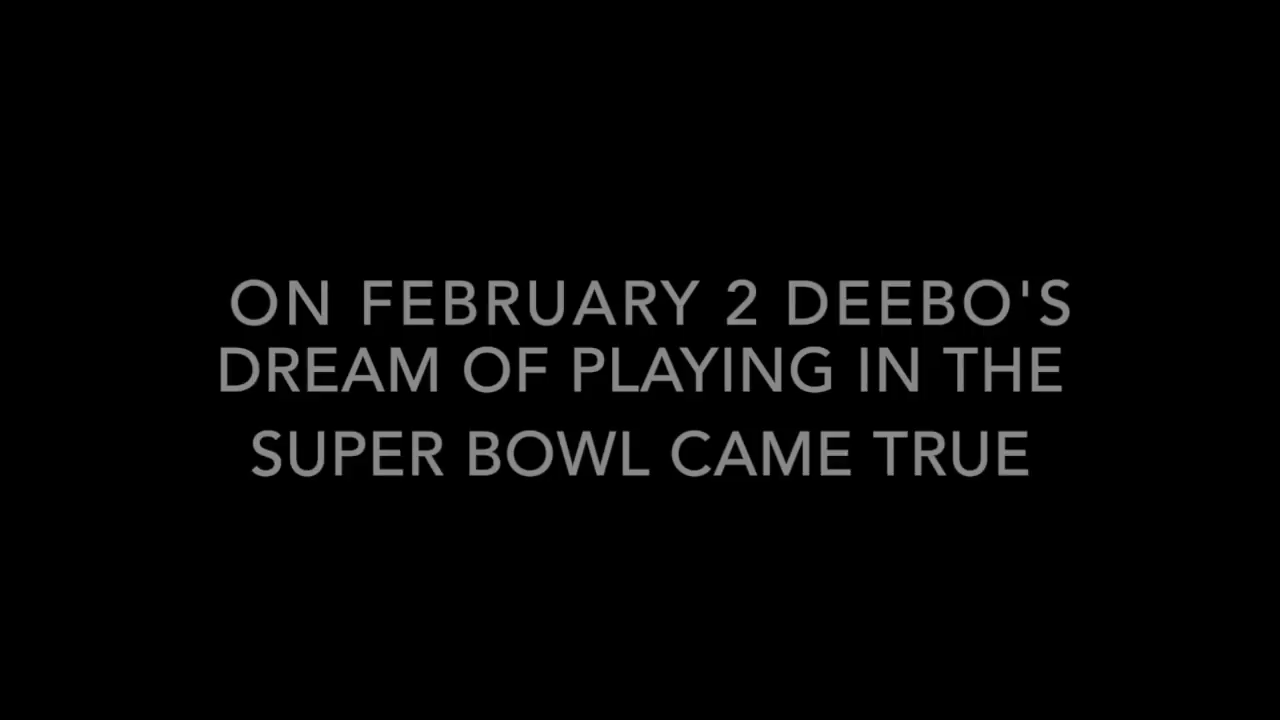 ON FEBRUARY 2 DEEBO'S
DREAM OF PLAYING IN THE
SUPER BOWL CAME TRUE